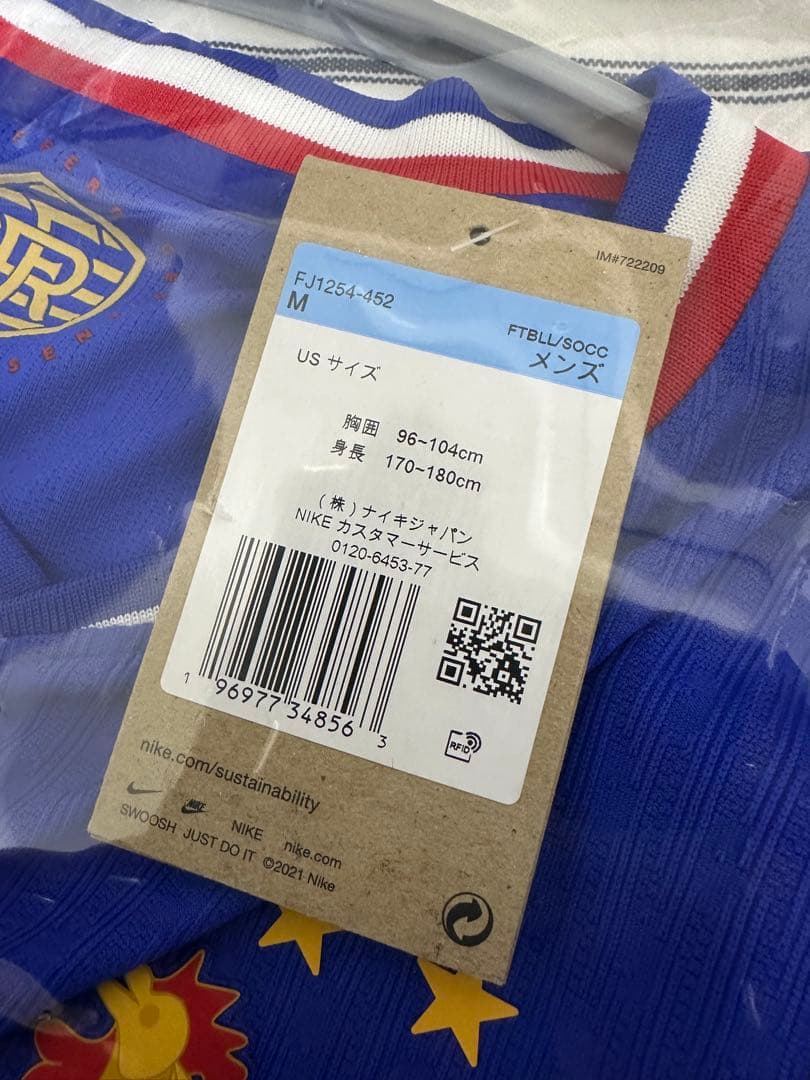 IM#722209
FJ1254-452
M
FTBLL/SOCC
メンズ
US サイズ
胸囲 96~104cm
身長 170~180cm
(株)ナイキジャパン
NIKE カスタマーサービス
0120-6453-77
1 96977 34856 3
RFID
nike.com/sustainability
NIKE
SWOOSH JUST DO IT NIKE nike.com
©2021 Nike